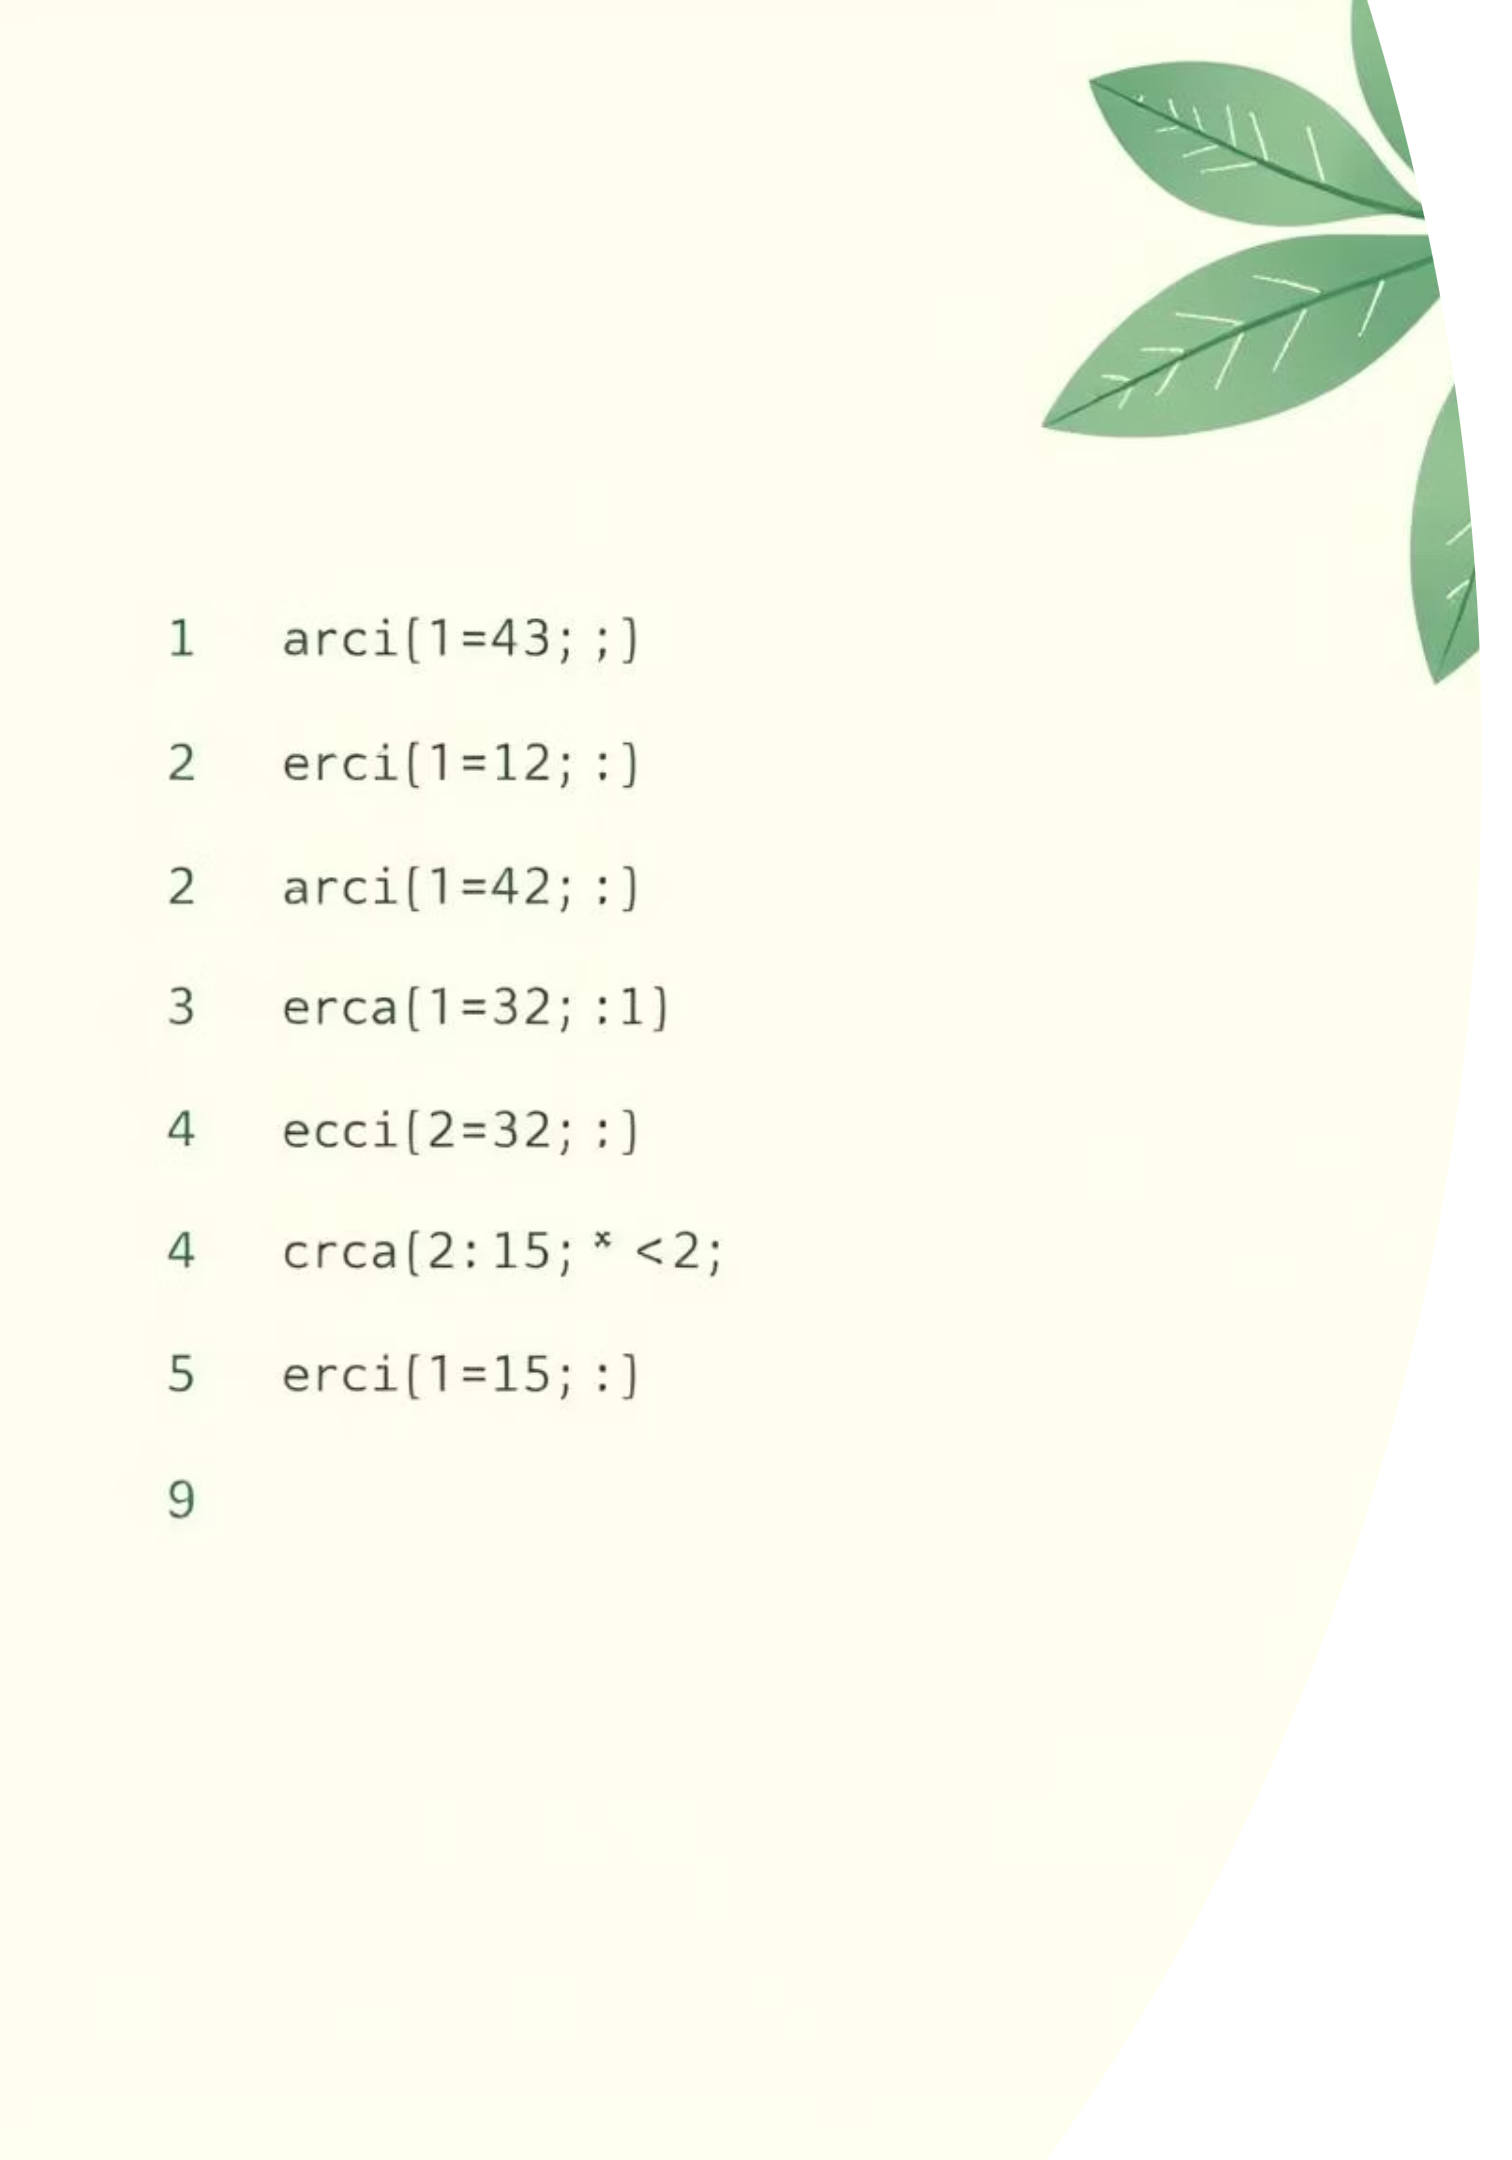 1 arci(1=43;;)
2 erci(1=12;:)
2 arci(1=42;:)
3 erca(1=32;:1)
4 ecci(2=32;:)
4 crca(2:15;* <2;
5 erci(1=15;:)
9